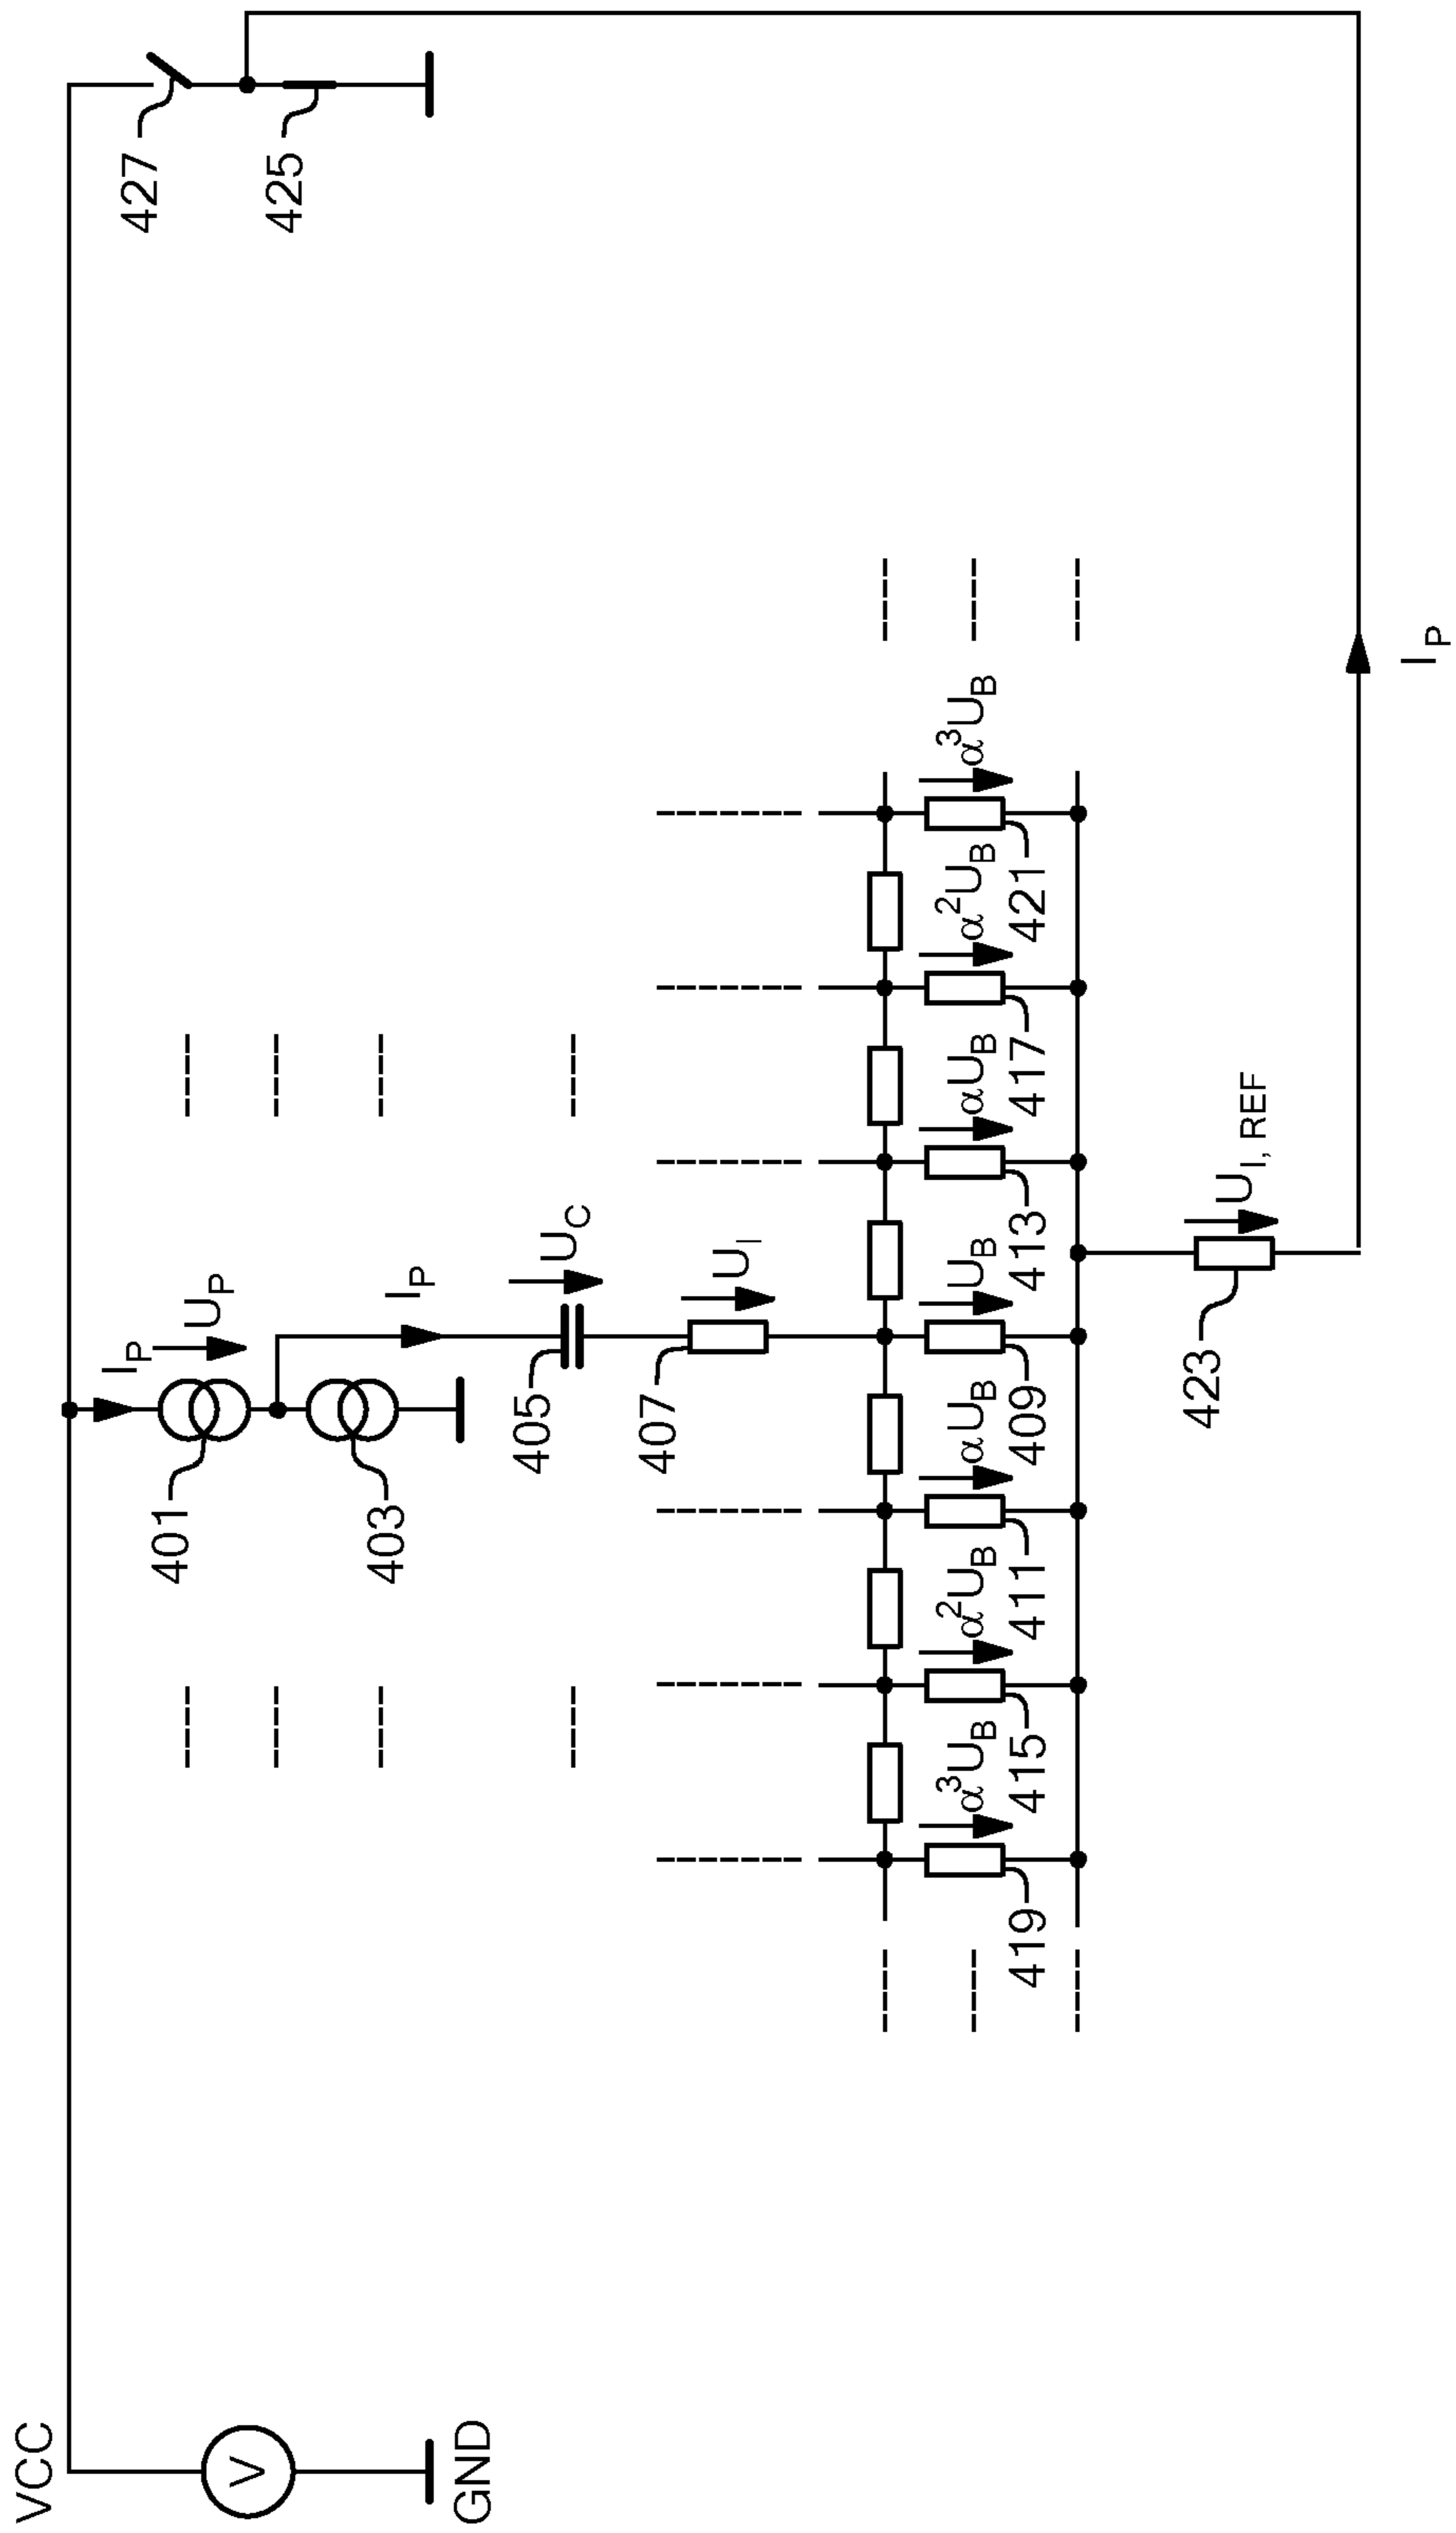 VCC
V
GND
I_P
U_P
401
403
I_P
405
U_C
407
U_I
α³U_B
419
α²U_B
415
αU_B
411
U_B
409
αU_B
413
α²U_B
417
α³U_B
421
423
U_I, REF
I_P
427
425